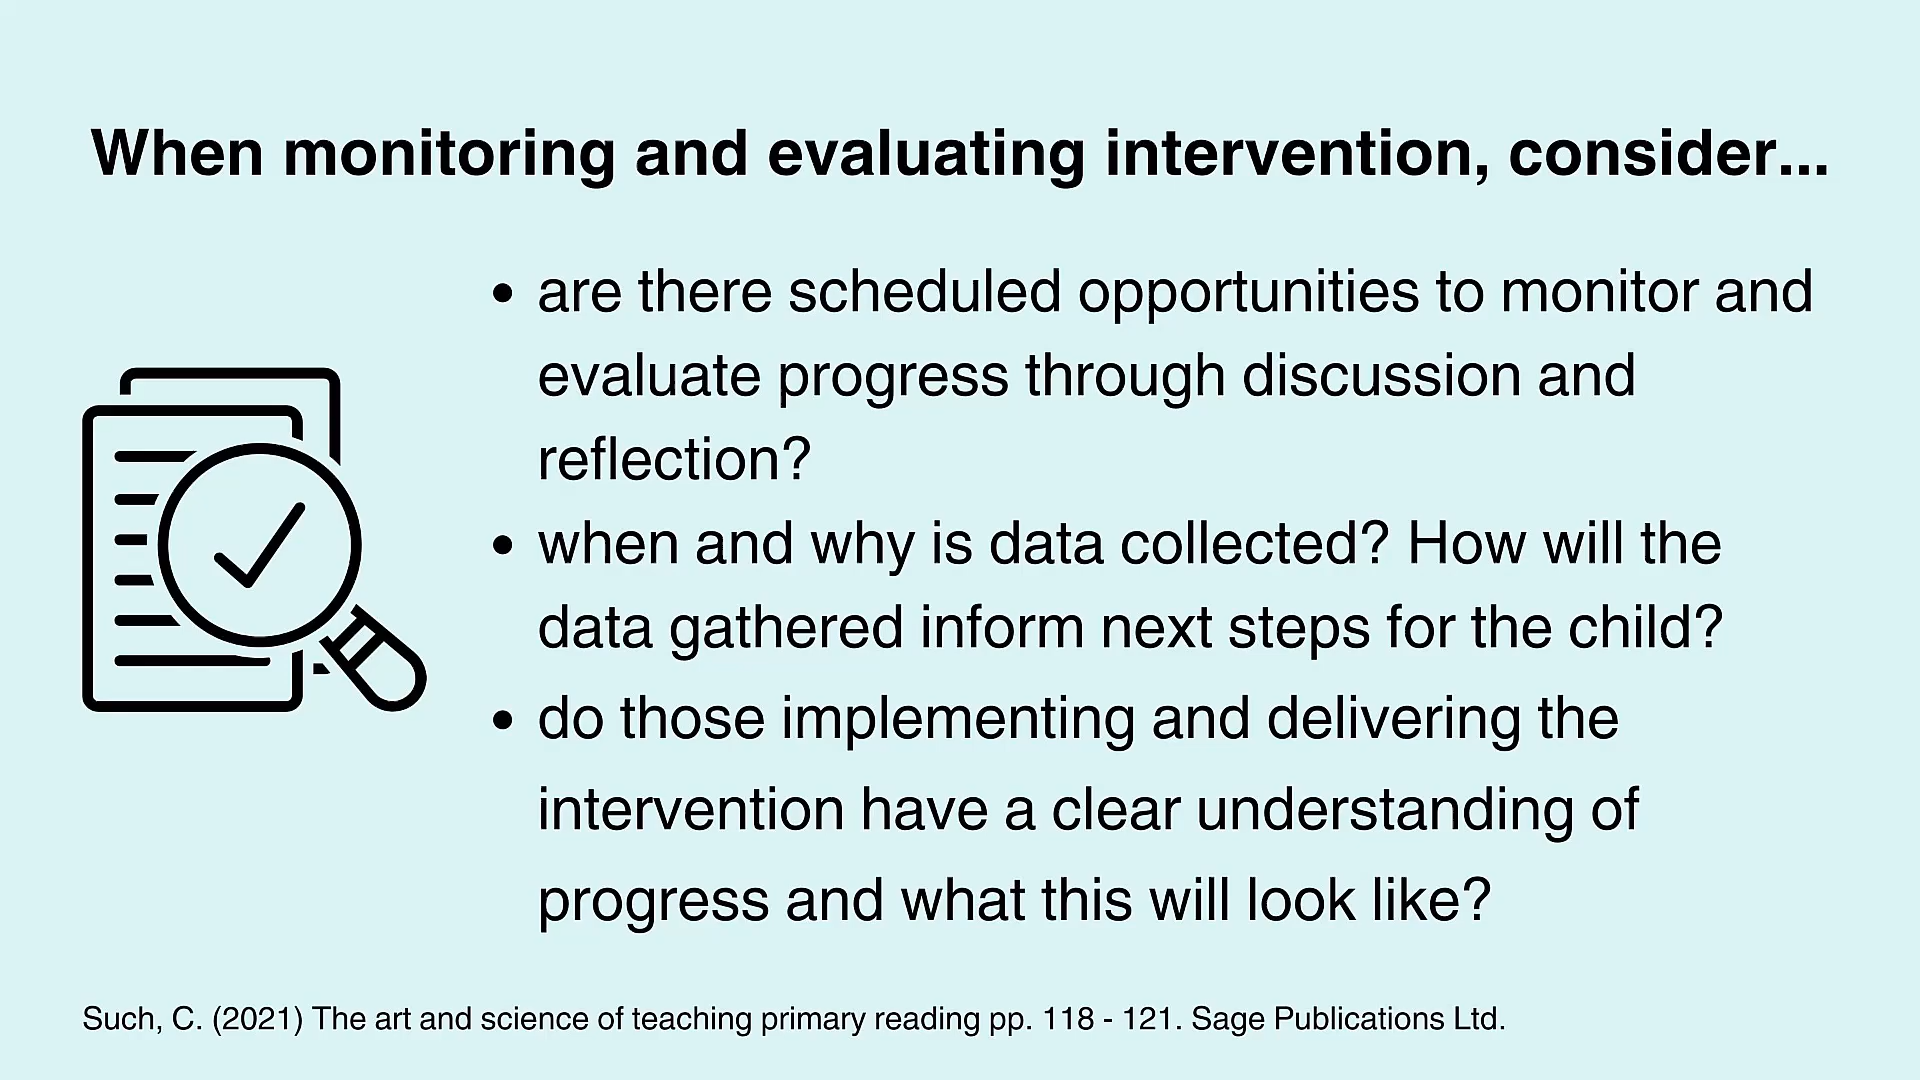 When monitoring and evaluating intervention, consider...
• are there scheduled opportunities to monitor and
evaluate progress through discussion and
reflection?
• when and why is data collected? How will the
data gathered inform next steps for the child?
• do those implementing and delivering the
intervention have a clear understanding of
progress and what this will look like?
Such, C. (2021) The art and science of teaching primary reading pp. 118 - 121. Sage Publications Ltd.